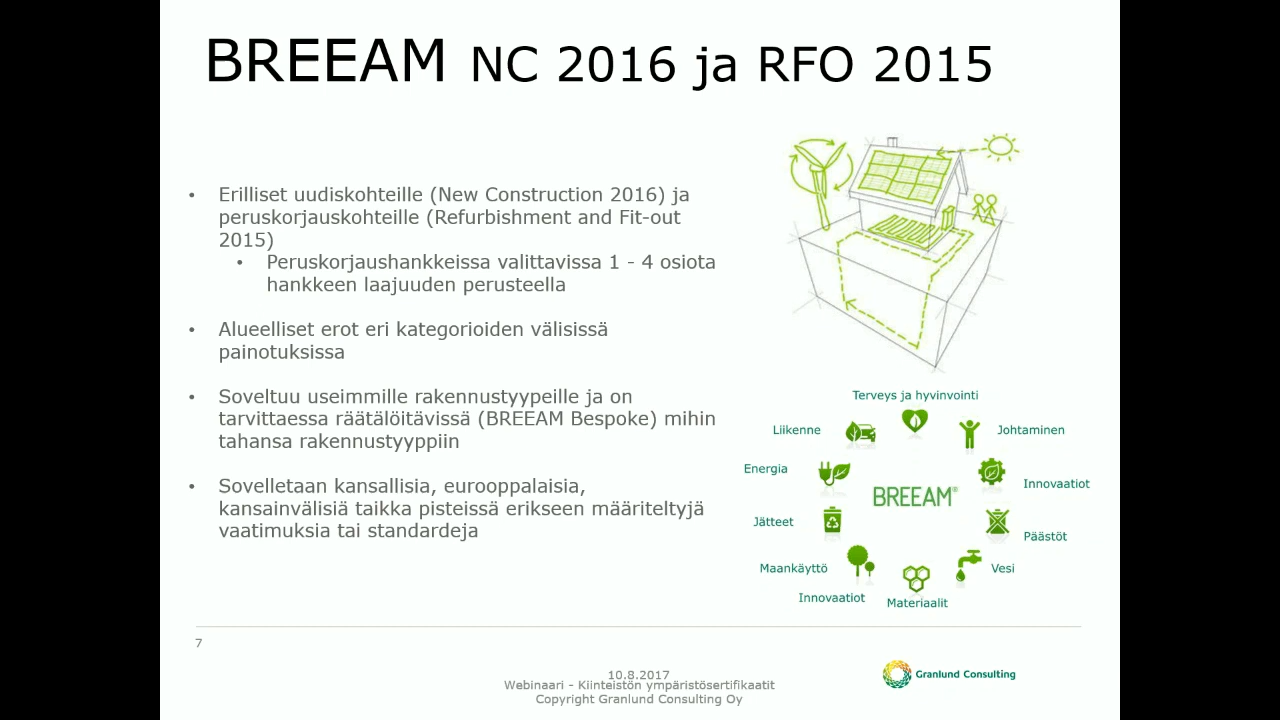 BREEAM NC 2016 ja RFO 2015
• Erilliset uudiskohteille (New Construction 2016) ja
peruskorjauskohteille (Refurbishment and Fit-out
2015)
• Peruskorjaushankkeissa valittavissa 1 - 4 osiota
hankkeen laajuuden perusteella
• Alueelliset erot eri kategorioiden välisissä
painotuksissa
• Soveltuu useimmille rakennustyypeille ja on
tarvittaessa räätälöitävissä (BREEAM Bespoke) mihin
tahansa rakennustyyppiin
• Sovelletaan kansallisia, eurooppalaisia,
kansainvälisiä taikka pisteissä erikseen määriteltyjä
vaatimuksia tai standardeja
Terveys ja hyvinvointi
Liikenne
Johtaminen
Energia
Innovaatiot
BREEAM®
Jätteet
Päästöt
Maankäyttö
Vesi
Innovaatiot
Materiaalit
7
10.8.2017
Webinaari - Kiinteistön ympäristösertifikaatit
Copyright Granlund Consulting Oy
Granlund Consulting